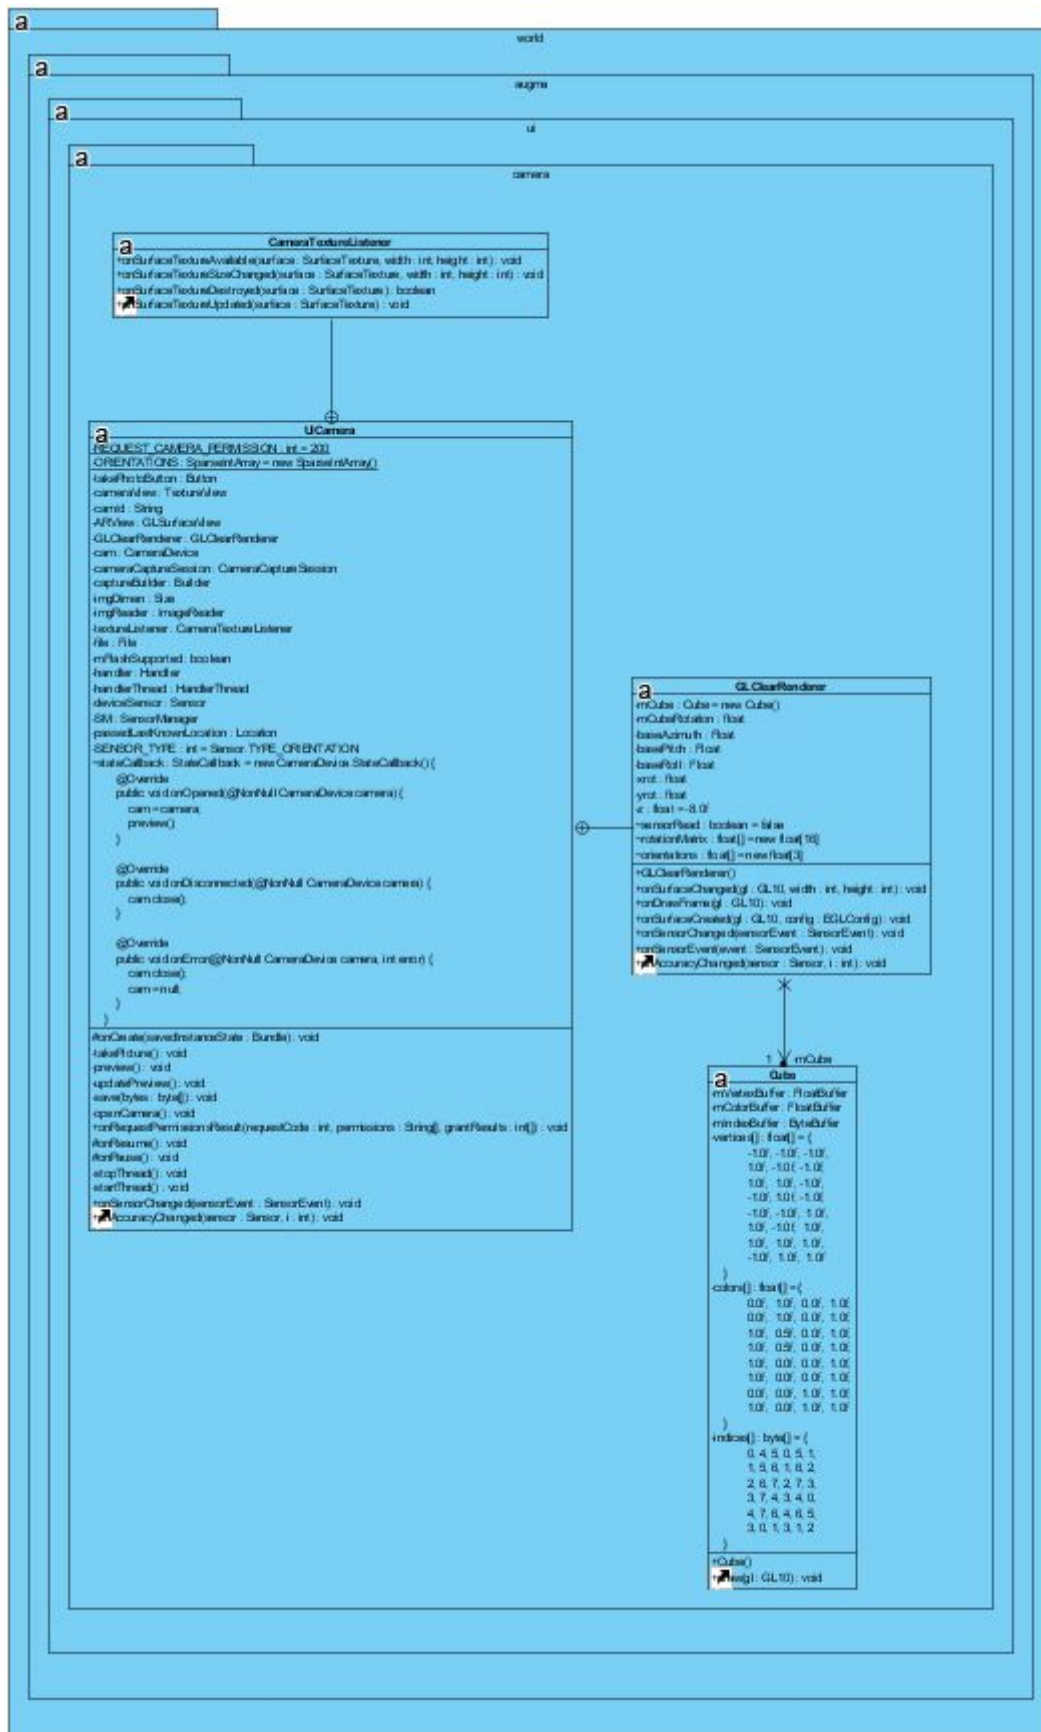 a
world
a
augma
a
ui
a
camera
a
CameraTextureListener
+onSurfaceTextureAvailable(surface : SurfaceTexture, width : int, height : int) : void
+onSurfaceTextureSizeChanged(surface : SurfaceTexture, width : int, height : int) : void
+onSurfaceTextureDestroyed(surface : SurfaceTexture) : boolean
SurfaceTextureUpdated(surface : SurfaceTexture) : void
a
UICamera
-REQUEST_CAMERA_PERMISSION : int = 200
-ORIENTATIONS : SparseIntArray = new SparseIntArray()
-takePhotoButton : Button
-cameraView : TextureView
-camId : String
-ARView : GLSurfaceView
-GLClearRenderer : GLClearRenderer
-cam : CameraDevice
-cameraCaptureSession : CameraCaptureSession
-captureBuilder : Builder
-imgDimen : Size
-imgReader : ImageReader
-textureListener : CameraTextureListener
-file : File
-mFlashSupported : boolean
-handler : Handler
-handlerThread : HandlerThread
-deviceSensor : Sensor
-SM : SensorManager
-passedLastKnownLocation : Location
-SENSOR_TYPE : int = Sensor.TYPE_ORIENTATION
~stateCallback : StateCallback = new CameraDevice.StateCallback() {
@Override
public void onOpened(@NonNull CameraDevice camera) {
cam = camera;
preview()
}
@Override
public void onDisconnected(@NonNull CameraDevice camera) {
cam.close();
}
@Override
public void onError(@NonNull CameraDevice camera, int error) {
cam.close();
cam = null;
}
}
#onCreate(savedInstanceState : Bundle) : void
-takePicture() : void
-preview() : void
-updatePreview() : void
-save(bytes : byte[]) : void
-openCamera() : void
+onRequestPermissionsResult(requestCode : int, permissions : String[], grantResults : int[]) : void
#onResume() : void
#onPause() : void
-stopThread() : void
-startThread() : void
+onSensorChanged(sensorEvent : SensorEvent) : void
AccuracyChanged(sensor : Sensor, i : int) : void
a
GLClearRenderer
-mCube : Cube = new Cube()
-mCubeRotation : float
-baseAzimuth : Float
-basePitch : Float
-baseRoll : Float
-xrot : float
-yrot : float
-z : float = -8.0f
~sensorRead : boolean = false
~rotationMatrix : float[] = new float[16]
~orientations : float[] = new float[3]
+GLClearRenderer()
+onSurfaceChanged(gl : GL10, width : int, height : int) : void
+onDrawFrame(gl : GL10) : void
+onSurfaceCreated(gl : GL10, config : EGLConfig) : void
+onSensorChanged(sensorEvent : SensorEvent) : void
+onSensorEvent(event : SensorEvent) : void
AccuracyChanged(sensor : Sensor, i : int) : void
1 -mCube
a
Cube
-mVertexBuffer : FloatBuffer
-mColorBuffer : FloatBuffer
-mIndexBuffer : ByteBuffer
-vertices[] : float[] = {
-1.0f, -1.0f, -1.0f,
1.0f, -1.0f, -1.0f,
1.0f, 1.0f, -1.0f,
-1.0f, 1.0f, -1.0f,
-1.0f, -1.0f, 1.0f,
1.0f, -1.0f, 1.0f,
1.0f, 1.0f, 1.0f,
-1.0f, 1.0f, 1.0f
}
-colors[] : float[] = {
0.0f, 1.0f, 0.0f, 1.0f,
0.0f, 1.0f, 0.0f, 1.0f,
1.0f, 0.5f, 0.0f, 1.0f,
1.0f, 0.5f, 0.0f, 1.0f,
1.0f, 0.0f, 0.0f, 1.0f,
1.0f, 0.0f, 0.0f, 1.0f,
0.0f, 0.0f, 1.0f, 1.0f,
1.0f, 0.0f, 1.0f, 1.0f
}
-indices[] : byte[] = {
0, 4, 5, 0, 5, 1,
1, 5, 6, 1, 6, 2,
2, 6, 7, 2, 7, 3,
3, 7, 4, 3, 4, 0,
4, 7, 6, 4, 6, 5,
3, 0, 1, 3, 1, 2
}
+Cube()
(gl : GL10) : void